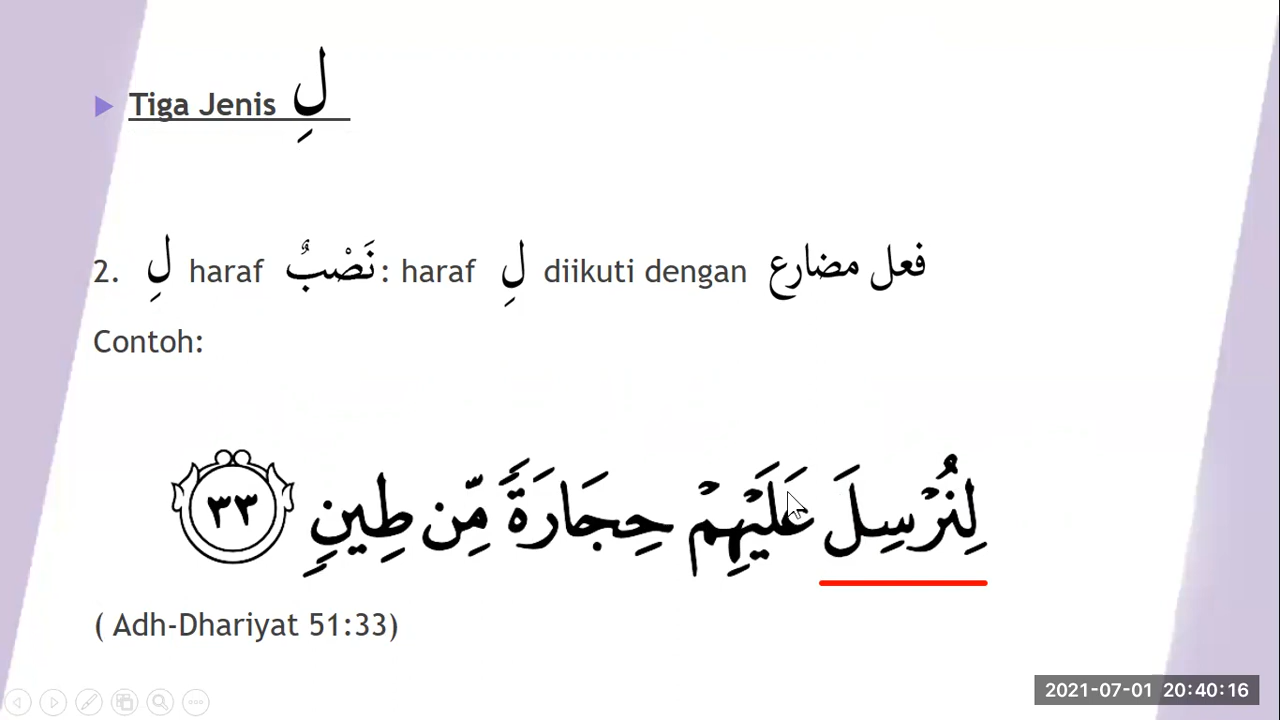 Tiga Jenis لِ
2. لِ haraf نَصْبٌ: haraf لِ diikuti dengan فعل مضارع
Contoh:
لِنُرْسِلَ عَلَيْهِمْ حِجَارَةً مِّن طِينٍ ٣٣
( Adh-Dhariyat 51:33)
2021-07-01 20:40:16